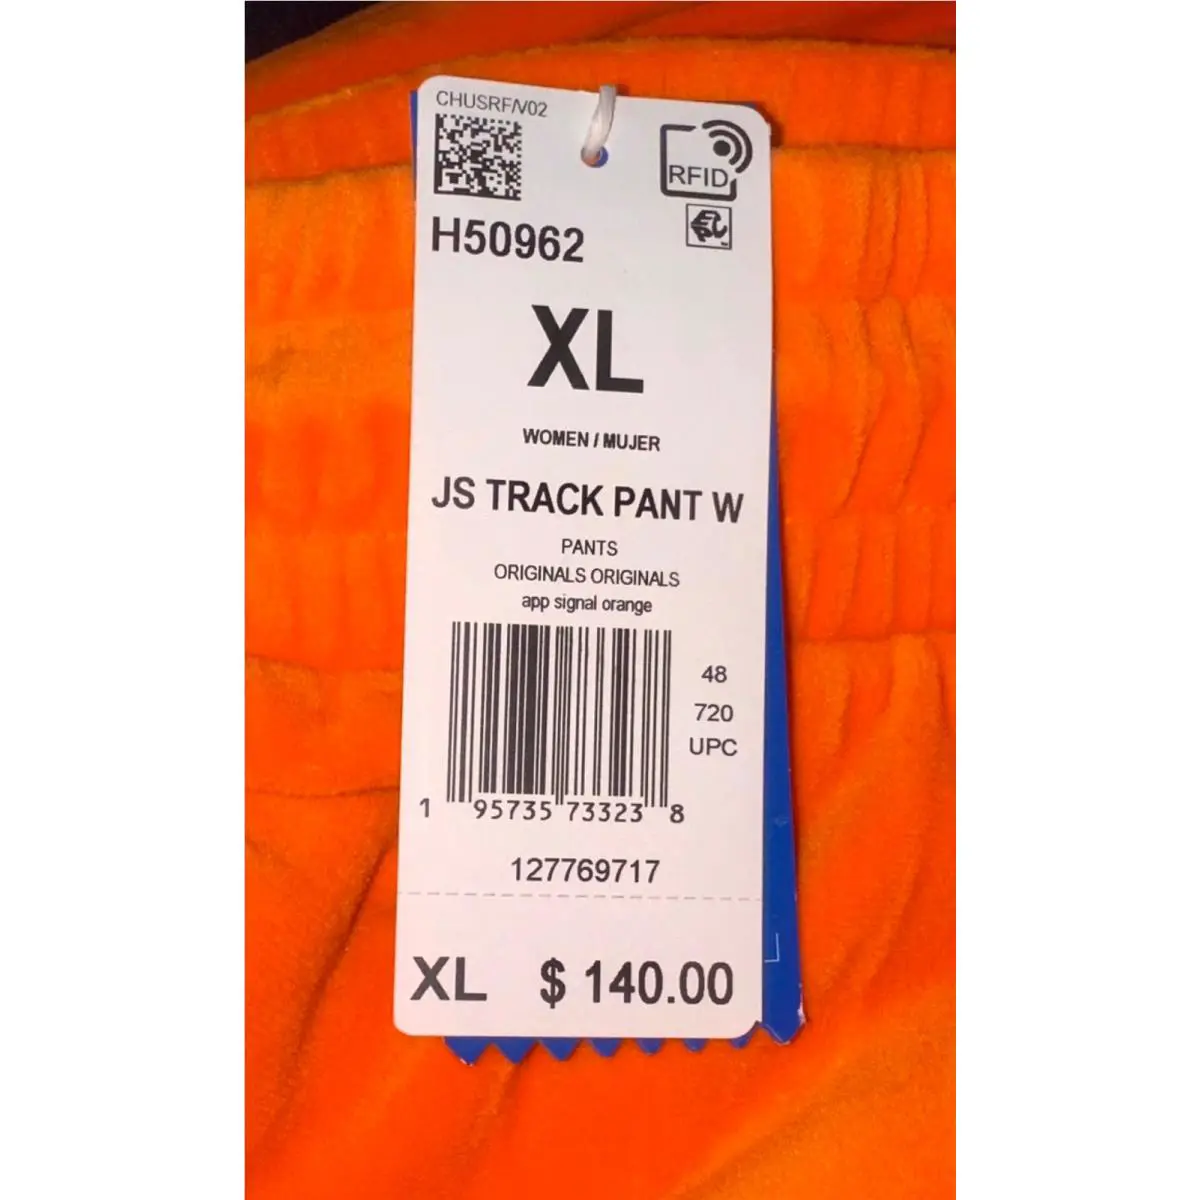 CHUSRF/V02
RFID
EPC
H50962
XL
WOMEN / MUJER
JS TRACK PANT W
PANTS
ORIGINALS ORIGINALS
app signal orange
48
720
UPC
1 95735 73323 8
127769717
XL $ 140.00